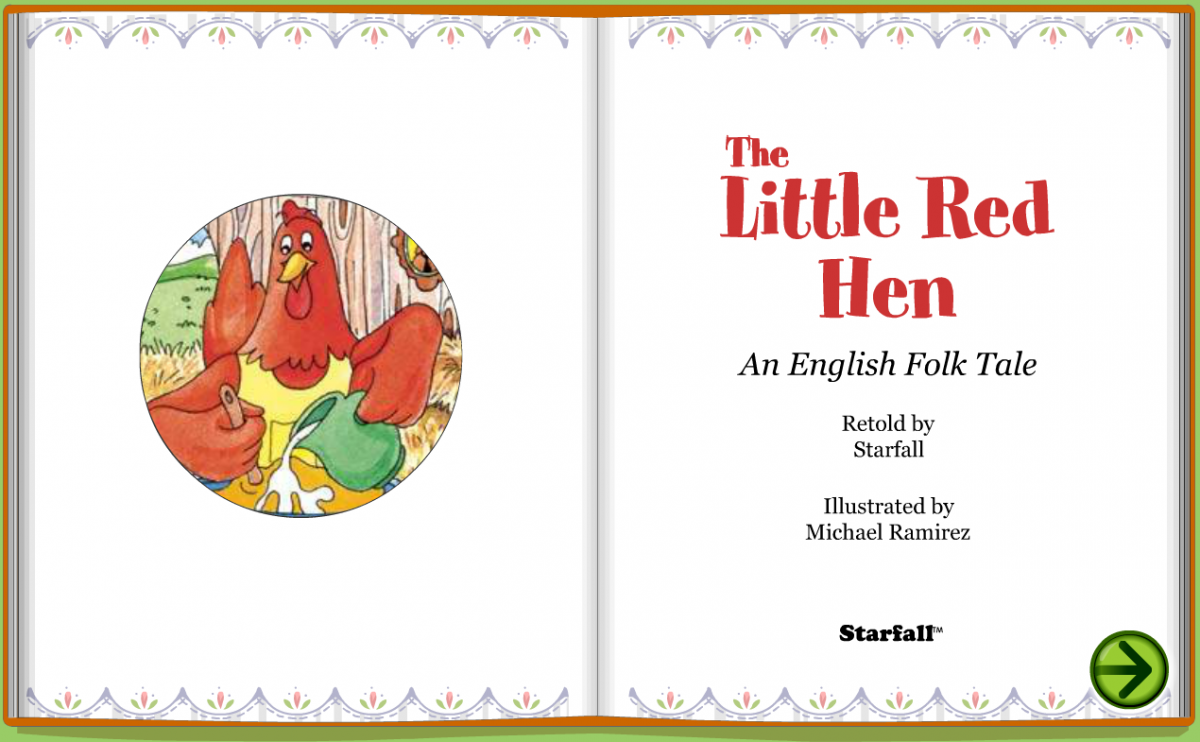 The
Little Red
Hen
An English Folk Tale
Retold by
Starfall
Illustrated by
Michael Ramirez
Starfall™